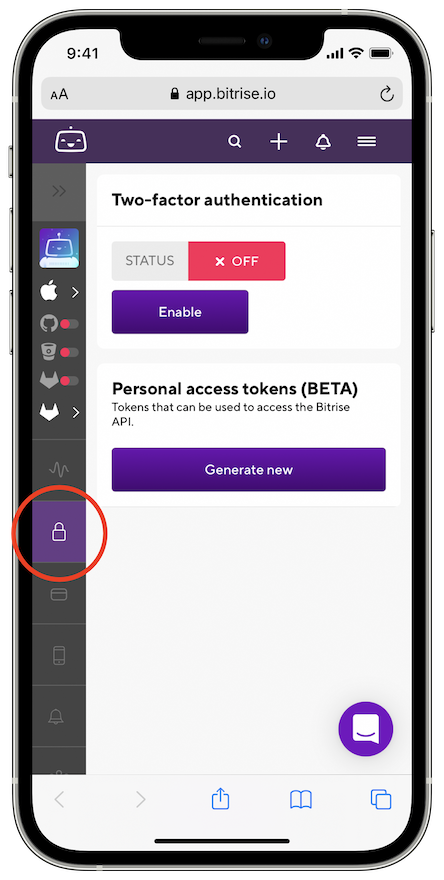 9:41
AA
app.bitrise.io
Two-factor authentication
STATUS
× OFF
Enable
Personal access tokens (BETA)
Tokens that can be used to access the Bitrise
API.
Generate new